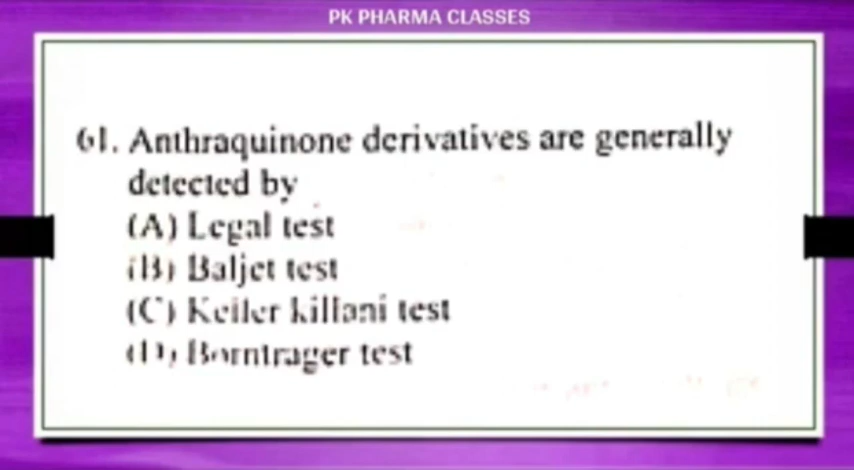 PK PHARMA CLASSES
61. Anthraquinone derivatives are generally
detected by
(A) Legal test
(B) Baljet test
(C) Keller killani test
(D) Borntrager test